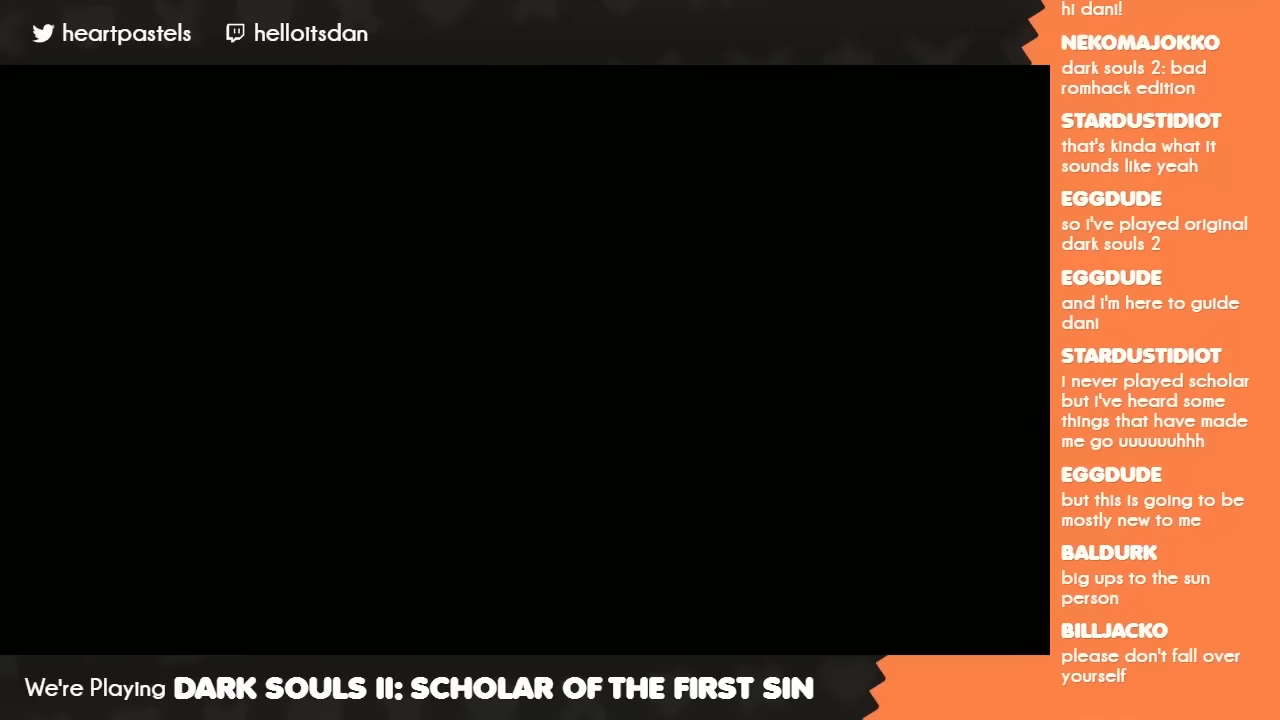 heartpastels helloitsdan
hi dani!
NEKOMAJOKKO
dark souls 2: bad
romhack edition
STARDUSTIDIOT
that's kinda what it
sounds like yeah
EGGDUDE
so i've played original
dark souls 2
EGGDUDE
and i'm here to guide
dani
STARDUSTIDIOT
i never played scholar
but i've heard some
things that have made
me go uuuuuuhhh
EGGDUDE
but this is going to be
mostly new to me
BALDURK
big ups to the sun
person
BILLJACKO
please don't fall over
yourself
We're Playing DARK SOULS II: SCHOLAR OF THE FIRST SIN